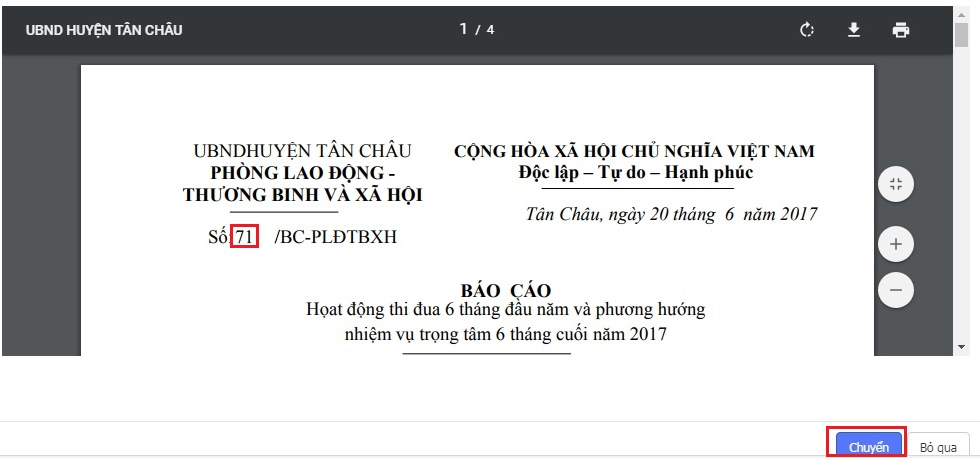 UBND HUYỆN TÂN CHÂU
1 / 4
UBNDHUYỆN TÂN CHÂU
PHÒNG LAO ĐỘNG -
THƯƠNG BINH VÀ XÃ HỘI
CỘNG HÒA XÃ HỘI CHỦ NGHĨA VIỆT NAM
Độc lập – Tự do – Hạnh phúc
Tân Châu, ngày 20 tháng 6 năm 2017
Số:71 /BC-PLĐTBXH
BÁO CÁO
Họat động thi đua 6 tháng đầu năm và phương hướng
nhiệm vụ trọng tâm 6 tháng cuối năm 2017
Chuyển
Bỏ qua